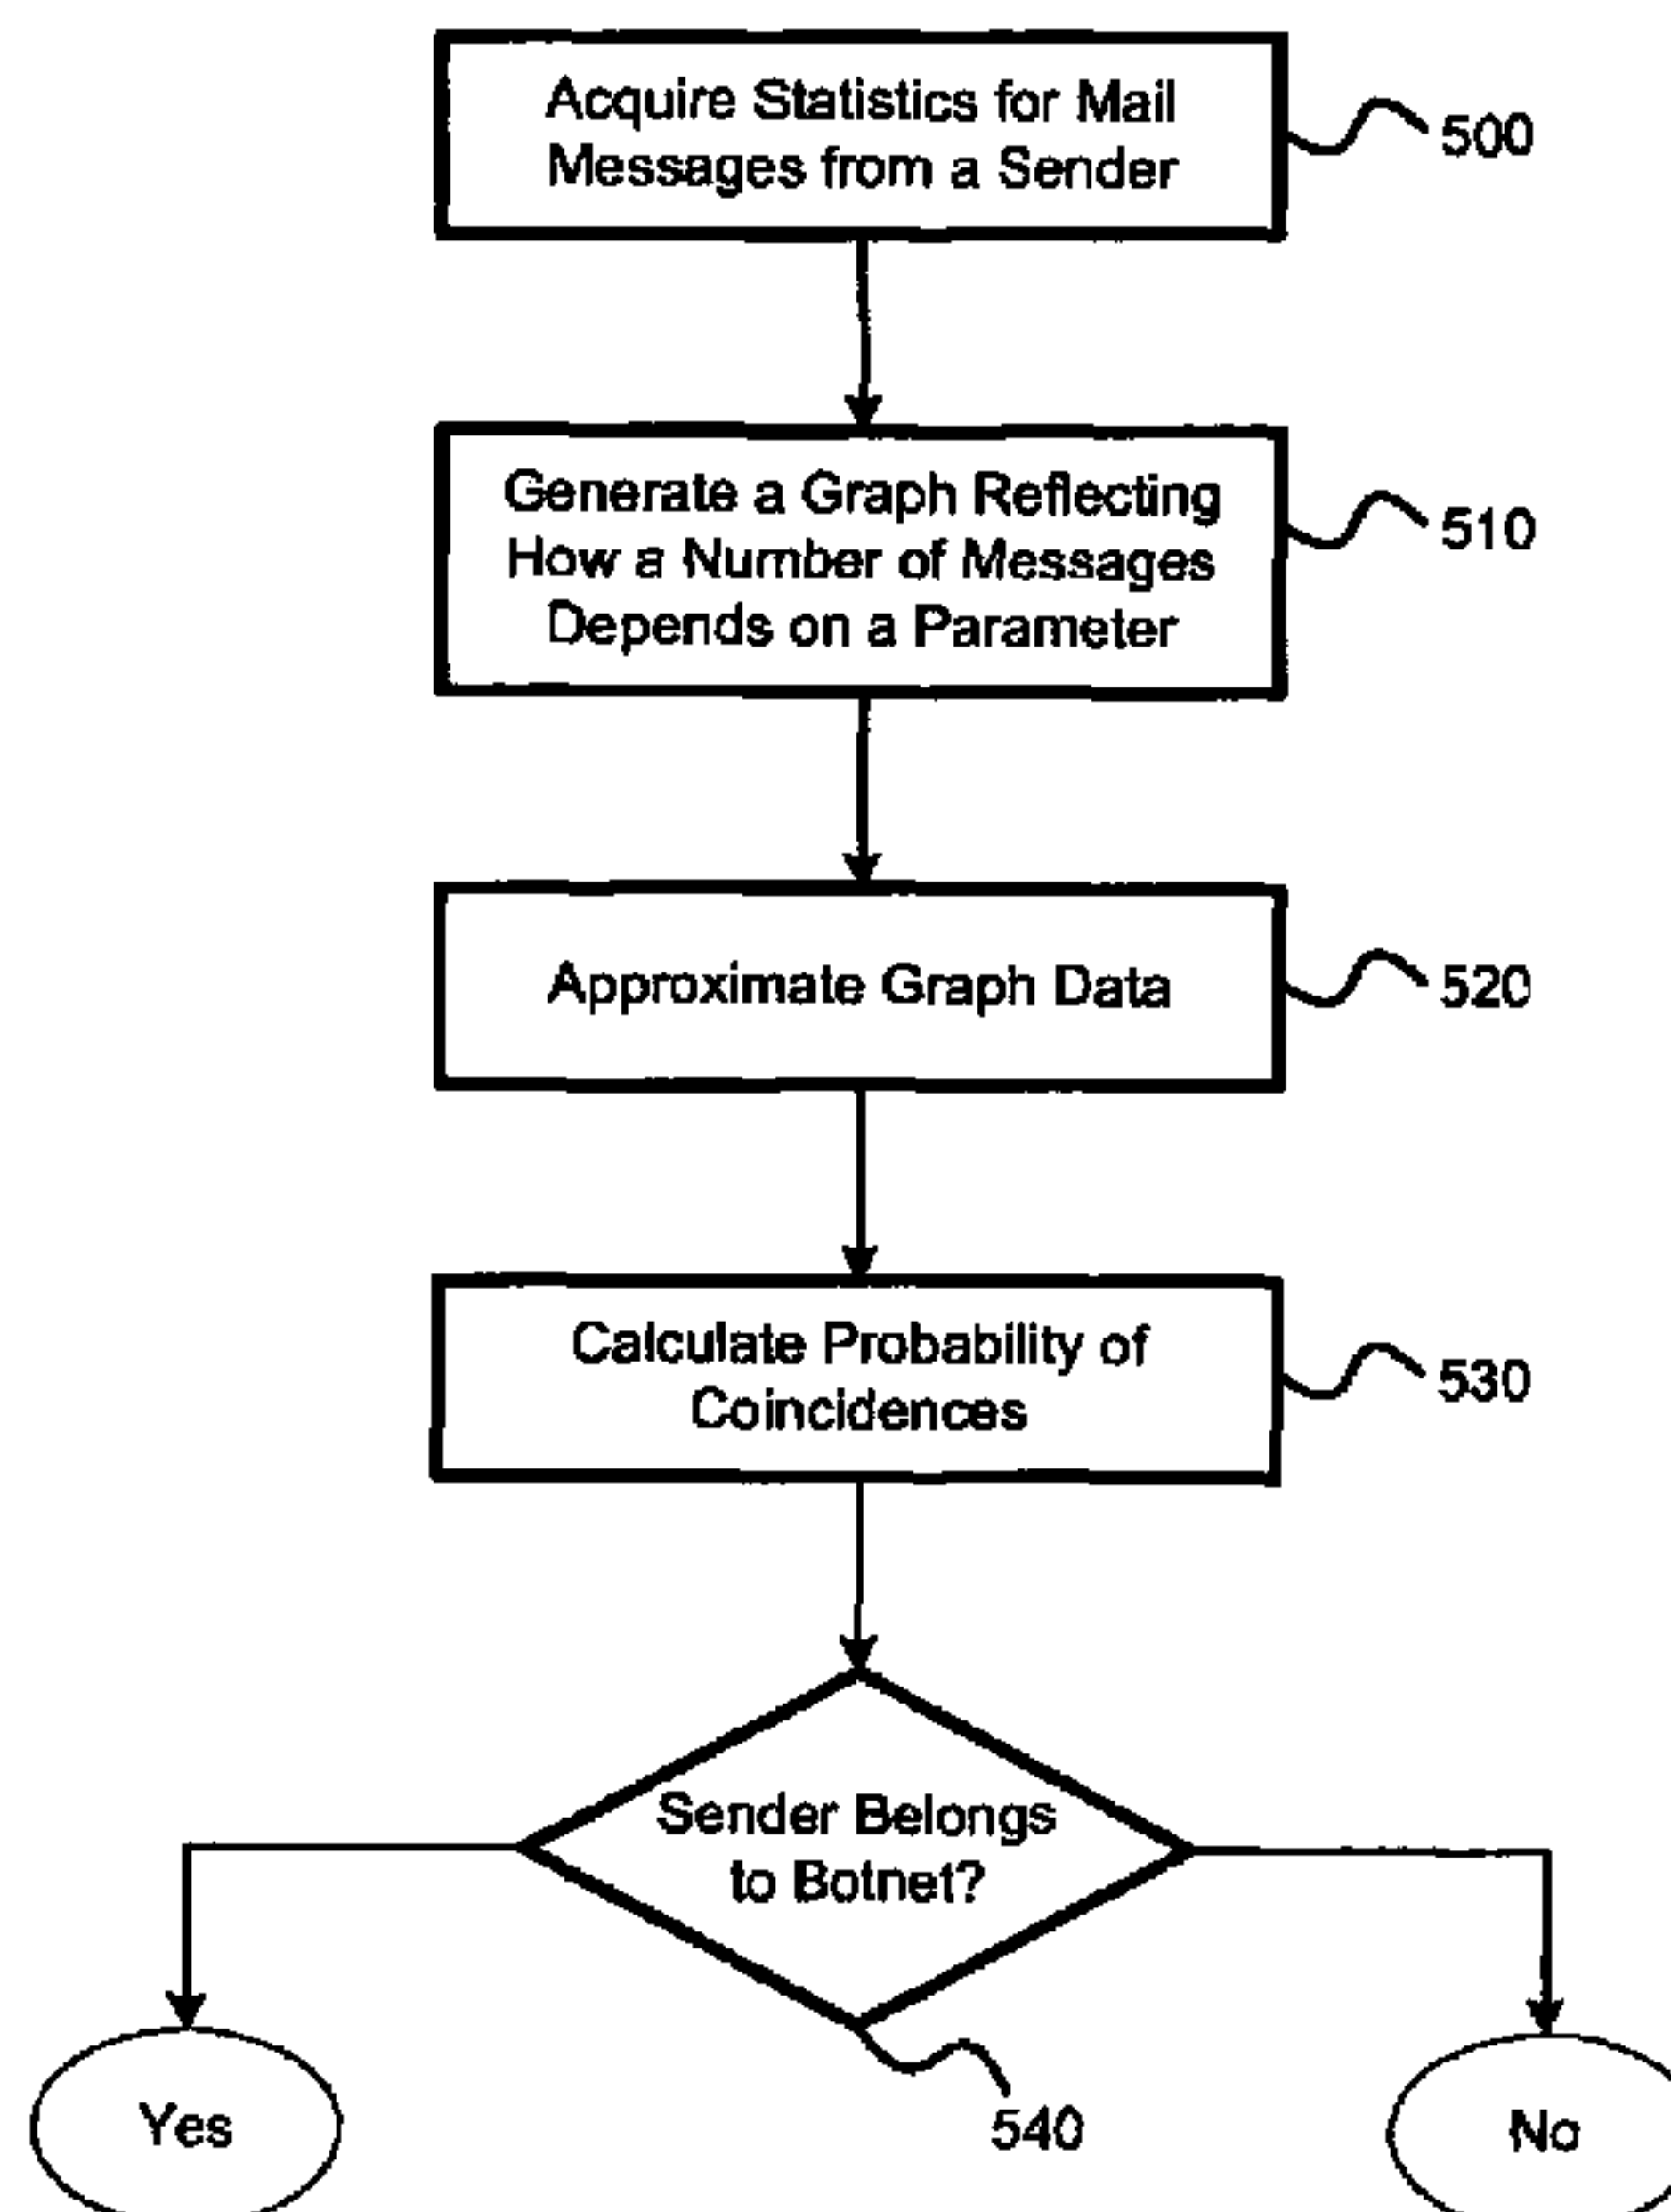 Acquire Statistics for Mail
Messages from a Sender
500
Generate a Graph Reflecting
How a Number of Messages
Depends on a Parameter
510
Approximate Graph Data
520
Calculate Probability of
Coincidences
530
Sender Belongs
to Botnet?
Yes
540
No